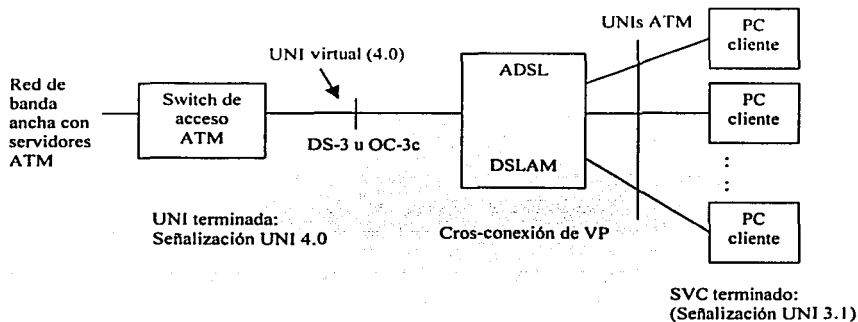 Red de
banda
ancha con
servidores
ATM
Switch de
acceso
ATM
UNI virtual (4.0)
DS-3 u OC-3c
UNI terminada:
Señalización UNI 4.0
ADSL
DSLAM
Cros-conexión de VP
UNIs ATM
PC
cliente
PC
cliente
PC
cliente
SVC terminado:
(Señalización UNI 3.1)